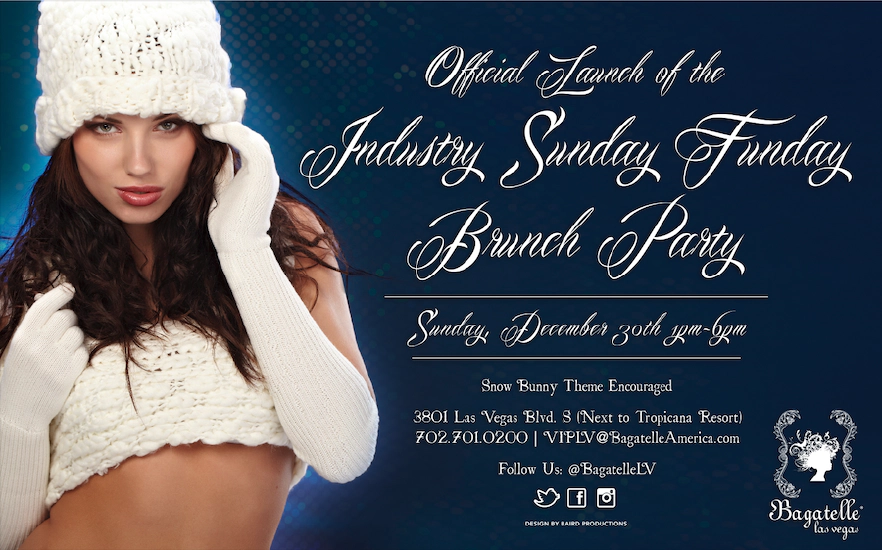 Official Launch of the
Industry Sunday Funday
Brunch Party
Sunday, December 30th 1pm-6pm
Snow Bunny Theme Encouraged
3801 Las Vegas Blvd. S (Next to Tropicana Resort)
702.701.0200 | VIPLV@BagatelleAmerica.com
Follow Us: @BagatelleLV
DESIGN BY BAIRD PRODUCTIONS
Bagatelle
las vegas